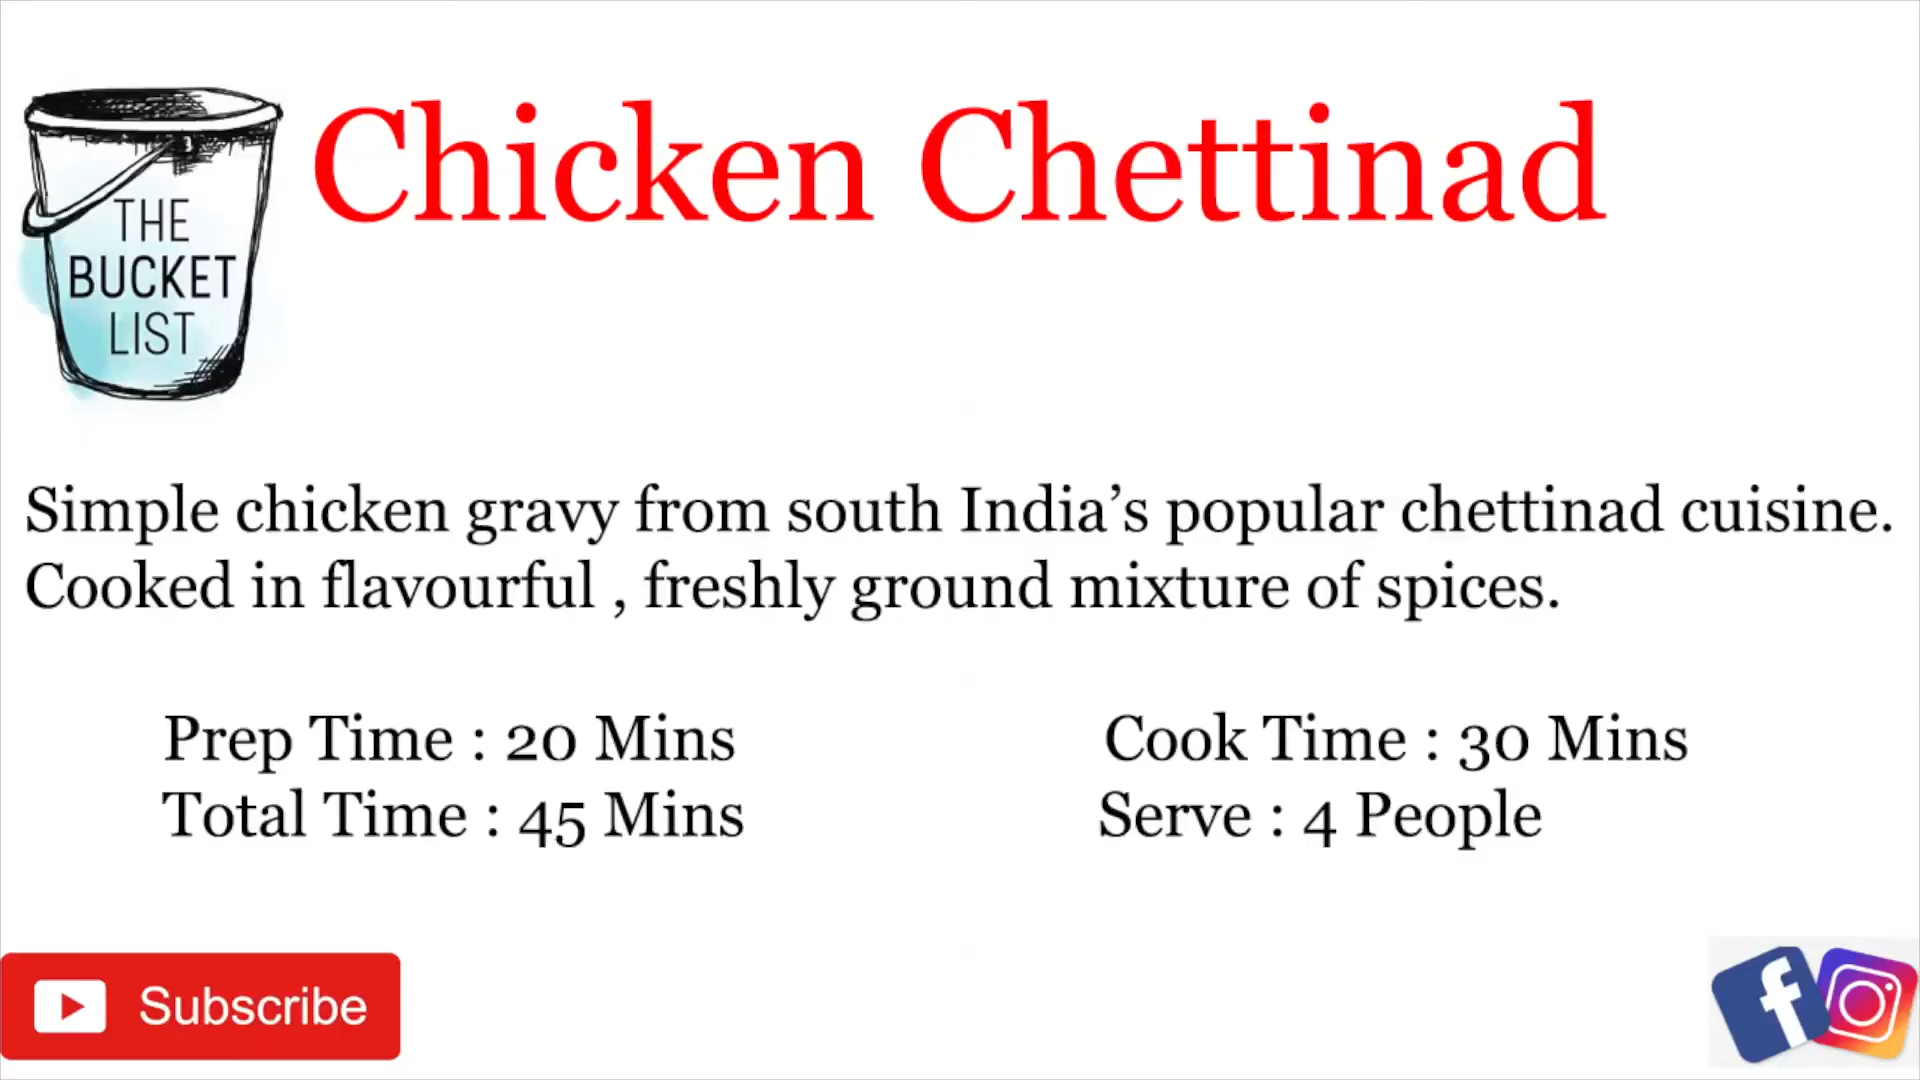 Chicken Chettinad
THE
BUCKET
LIST
Simple chicken gravy from south India’s popular chettinad cuisine.
Cooked in flavourful , freshly ground mixture of spices.
Prep Time : 20 Mins
Cook Time : 30 Mins
Total Time : 45 Mins
Serve : 4 People
Subscribe